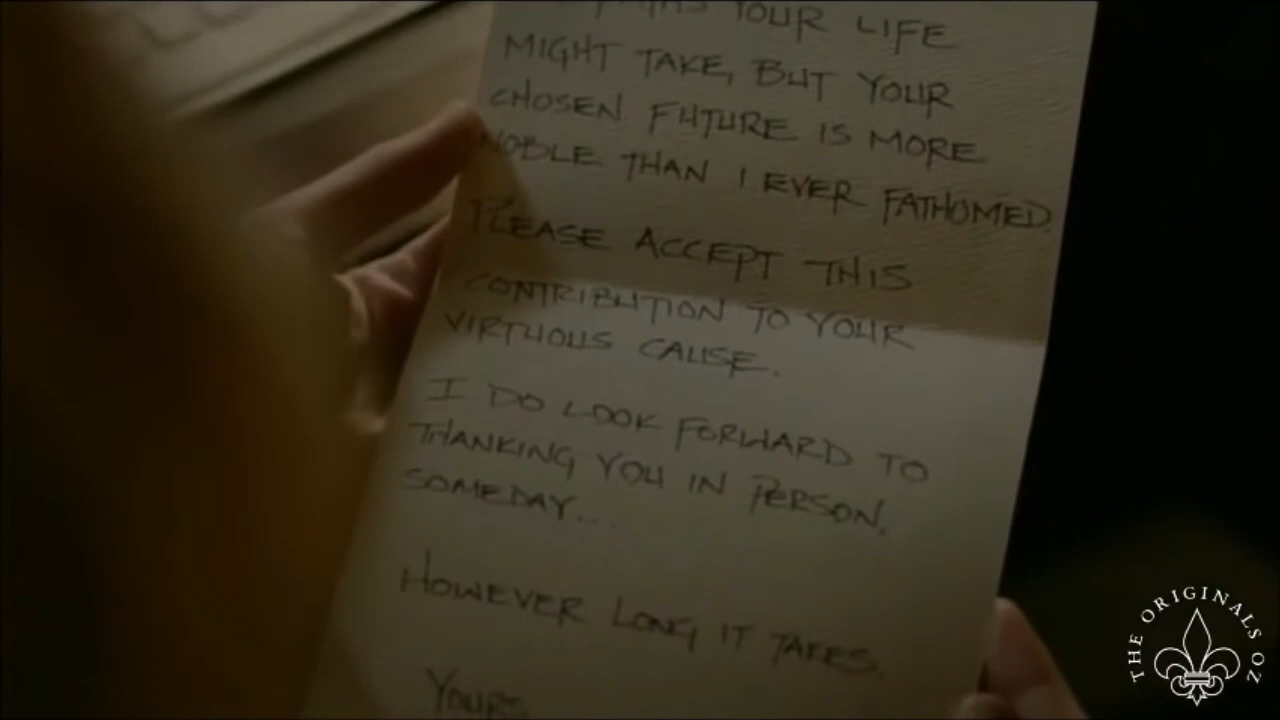 YOUR LIFE
MIGHT TAKE, BUT YOUR
CHOSEN FUTURE IS MORE
NOBLE THAN I EVER FATHOMED.
PLEASE ACCEPT THIS
CONTRIBUTION TO YOUR
VIRTUOUS CAUSE.
I DO LOOK FORWARD TO
THANKING YOU IN PERSON,
SOMEDAY...
HOWEVER LONG IT TAKES.
YOURS
THE ORIGINALS OZ